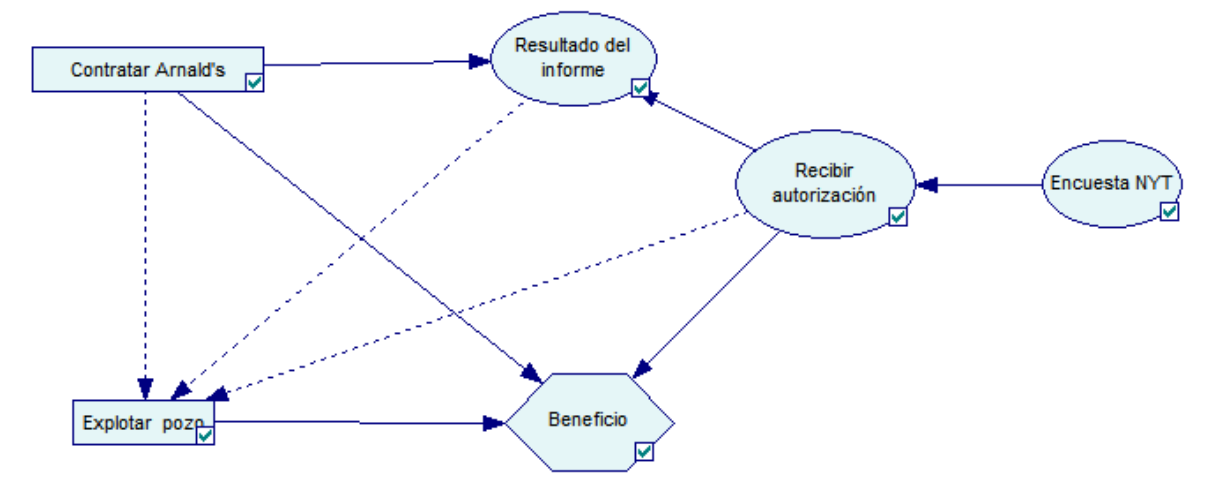 Resultado del
informe
Contratar Arnald's
Recibir
autorización
Encuesta NYT
Explotar pozo
Beneficio